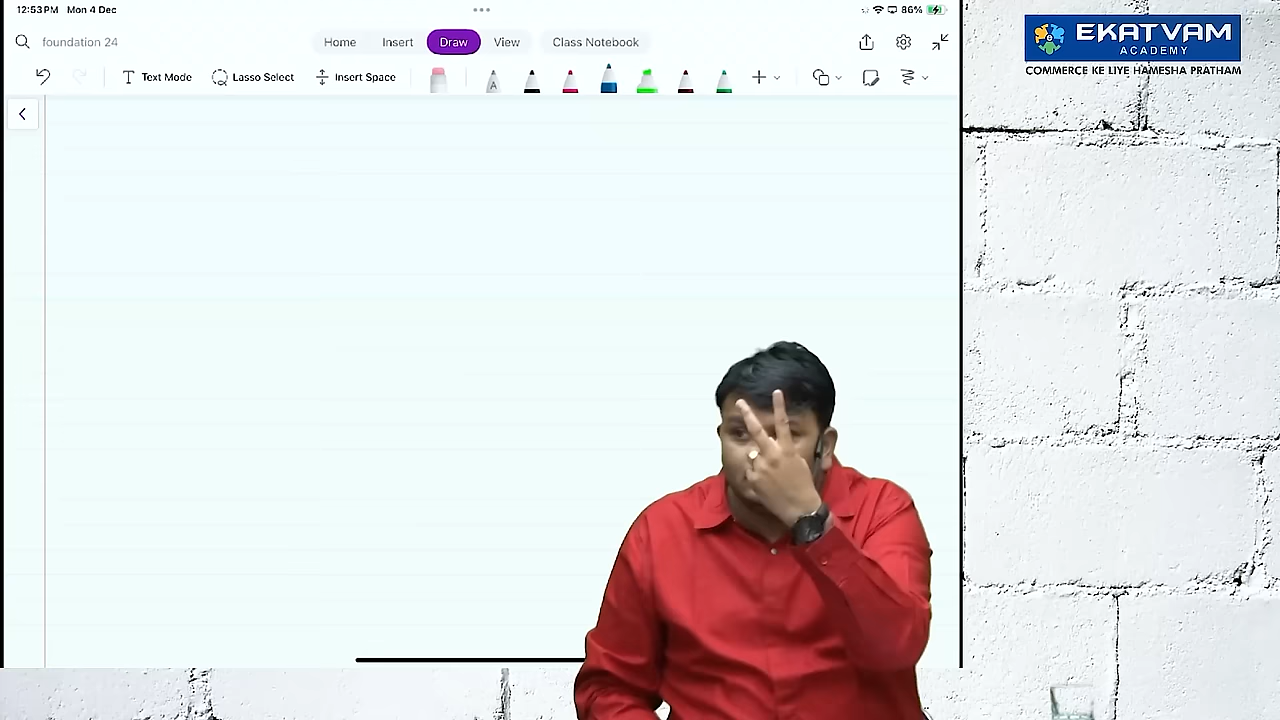 12:53 PM Mon 4 Dec
86%
foundation 24
Home Insert Draw View Class Notebook
Text Mode Lasso Select Insert Space
A
EKATVAM
ACADEMY
COMMERCE KE LIYE HAMESHA PRATHAM